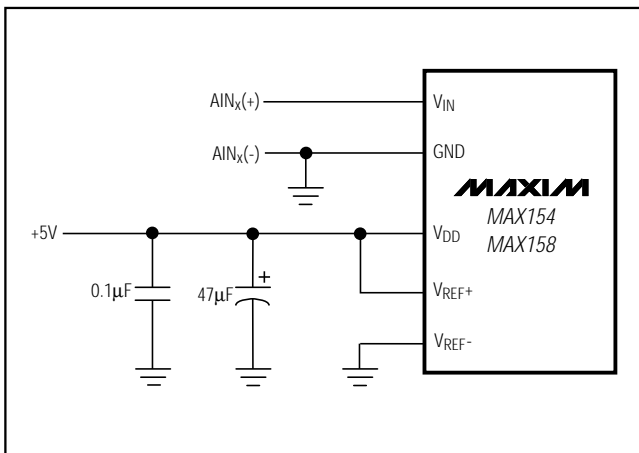 AINx(+)
VIN
AINx(-)
GND
MAXIM
MAX154
MAX158
+5V
VDD
0.1μF
47μF
+
VREF+
VREF-